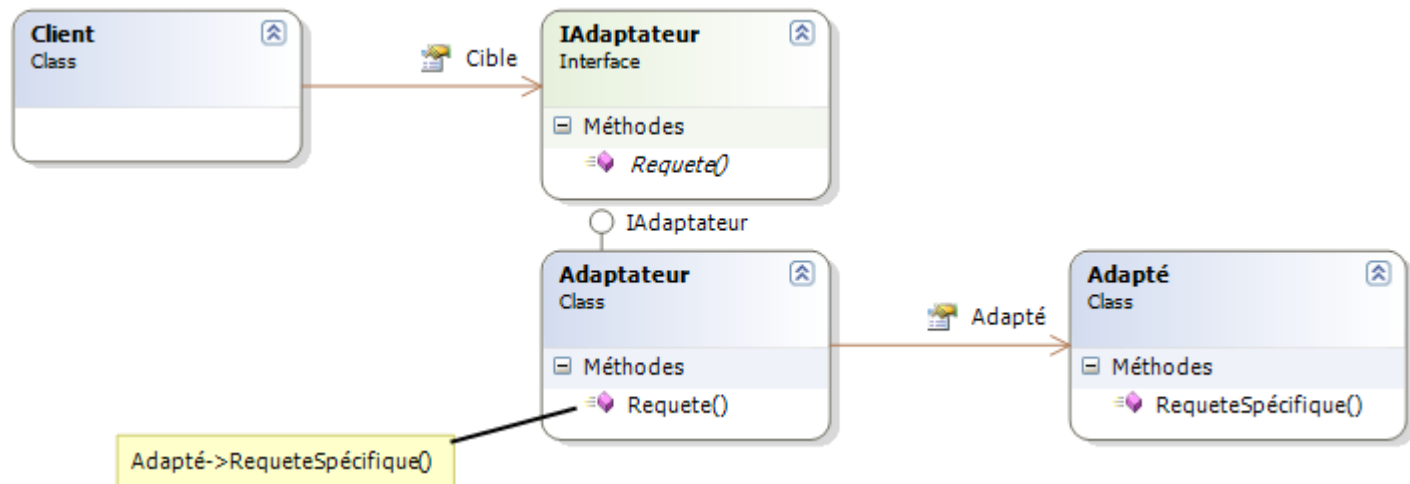 Client
Class
Cible
IAdaptateur
Interface
Méthodes
Requete()
IAdaptateur
Adaptateur
Class
Méthodes
Requete()
Adapté->RequeteSpécifique()
Adapté
Adapté
Class
Méthodes
RequeteSpécifique()